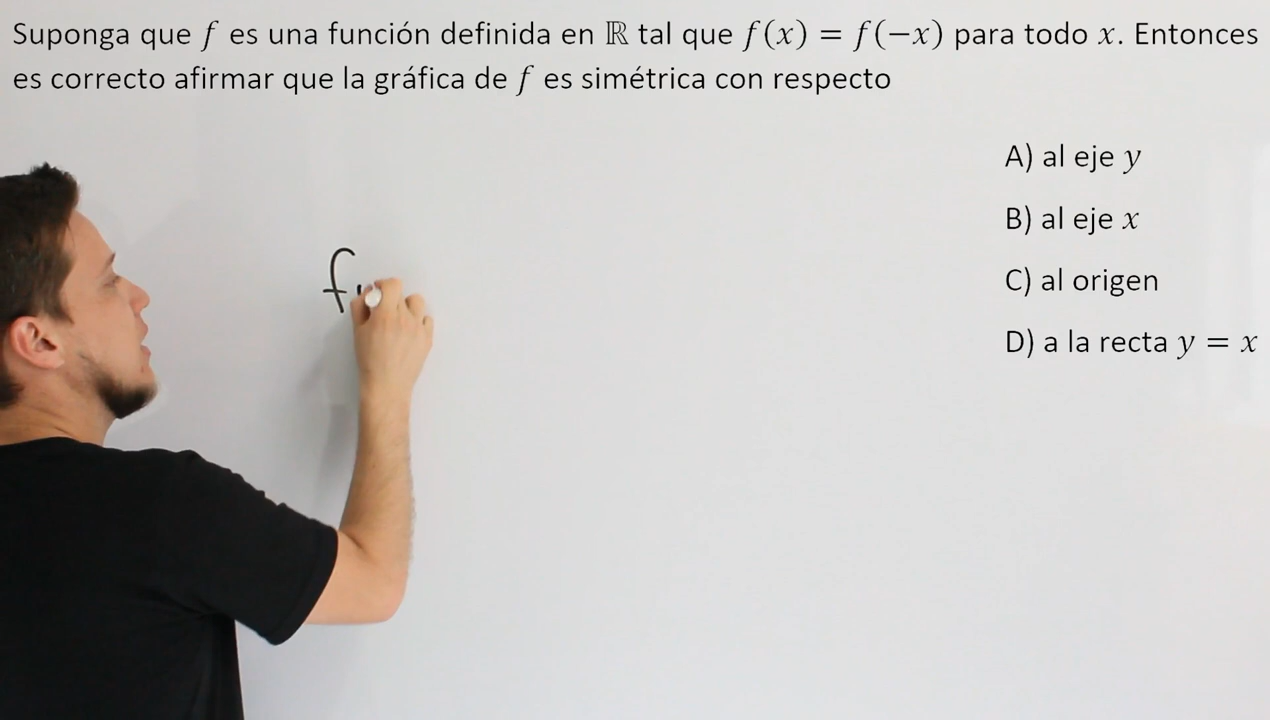 Suponga que f es una función definida en ℝ tal que f(x) = f(−x) para todo x. Entonces
es correcto afirmar que la gráfica de f es simétrica con respecto
A) al eje y
B) al eje x
C) al origen
D) a la recta y = x
f